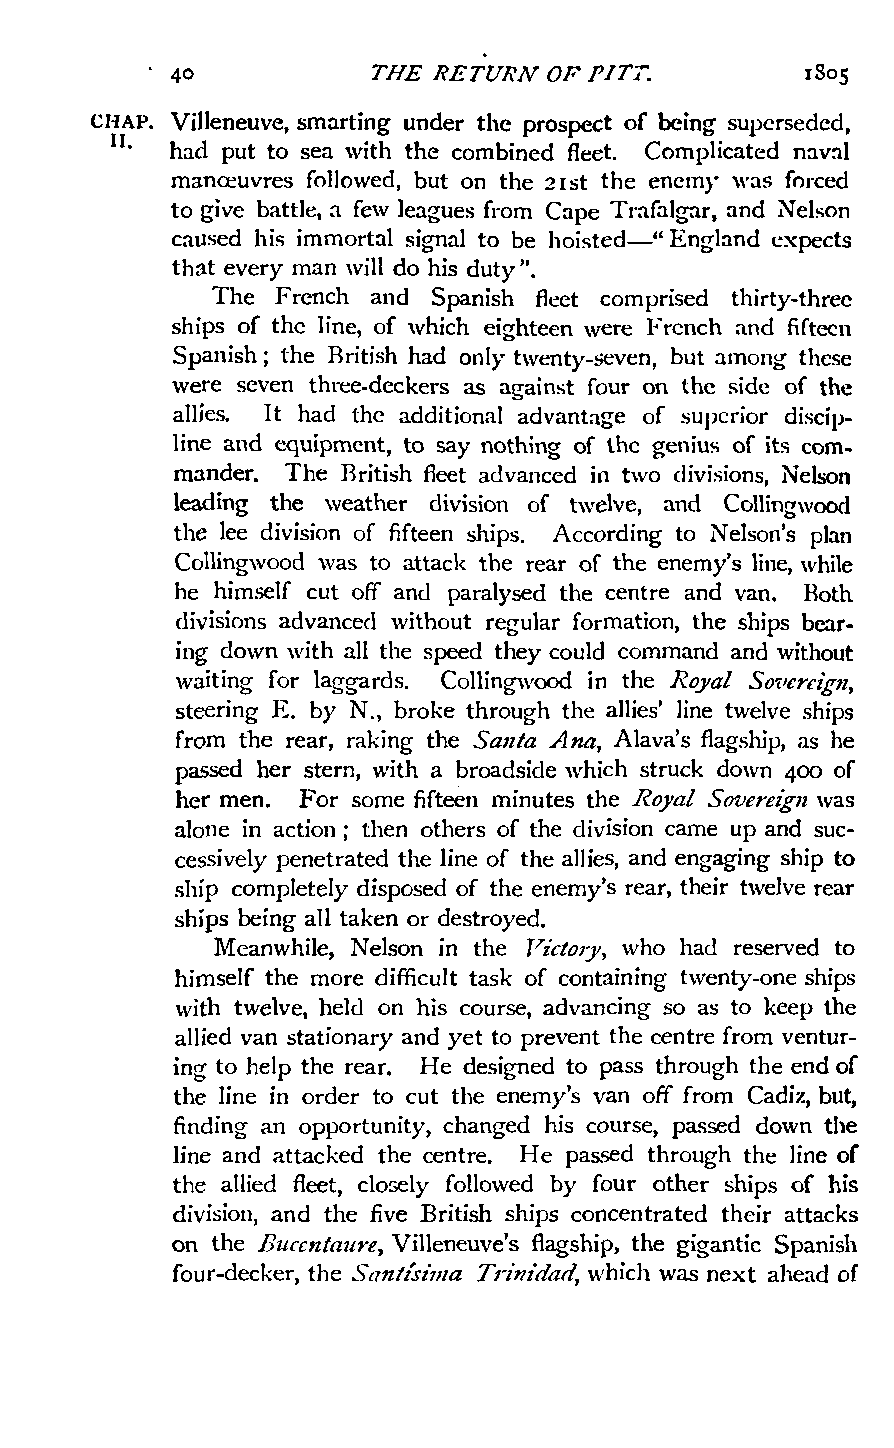 40 THE RETURN OF PITT. 1805
CHAP. Villeneuve, smarting under the prospect of being superseded,
II. had put to sea with the combined fleet. Complicated naval
manœuvres followed, but on the 21st the enemy was forced
to give battle, a few leagues from Cape Trafalgar, and Nelson
caused his immortal signal to be hoisted—“England expects
that every man will do his duty”.
The French and Spanish fleet comprised thirty-three
ships of the line, of which eighteen were French and fifteen
Spanish; the British had only twenty-seven, but among these
were seven three-deckers as against four on the side of the
allies. It had the additional advantage of superior discip-
line and equipment, to say nothing of the genius of its com-
mander. The British fleet advanced in two divisions, Nelson
leading the weather division of twelve, and Collingwood
the lee division of fifteen ships. According to Nelson's plan
Collingwood was to attack the rear of the enemy's line, while
he himself cut off and paralysed the centre and van. Both
divisions advanced without regular formation, the ships bear-
ing down with all the speed they could command and without
waiting for laggards. Collingwood in the Royal Sovereign,
steering E. by N., broke through the allies' line twelve ships
from the rear, raking the Santa Ana, Alava's flagship, as he
passed her stern, with a broadside which struck down 400 of
her men. For some fifteen minutes the Royal Sovereign was
alone in action; then others of the division came up and suc-
cessively penetrated the line of the allies, and engaging ship to
ship completely disposed of the enemy's rear, their twelve rear
ships being all taken or destroyed.
Meanwhile, Nelson in the Victory, who had reserved to
himself the more difficult task of containing twenty-one ships
with twelve, held on his course, advancing so as to keep the
allied van stationary and yet to prevent the centre from ventur-
ing to help the rear. He designed to pass through the end of
the line in order to cut the enemy's van off from Cadiz, but,
finding an opportunity, changed his course, passed down the
line and attacked the centre. He passed through the line of
the allied fleet, closely followed by four other ships of his
division, and the five British ships concentrated their attacks
on the Bucentaure, Villeneuve's flagship, the gigantic Spanish
four-decker, the Santísima Trinidad, which was next ahead of